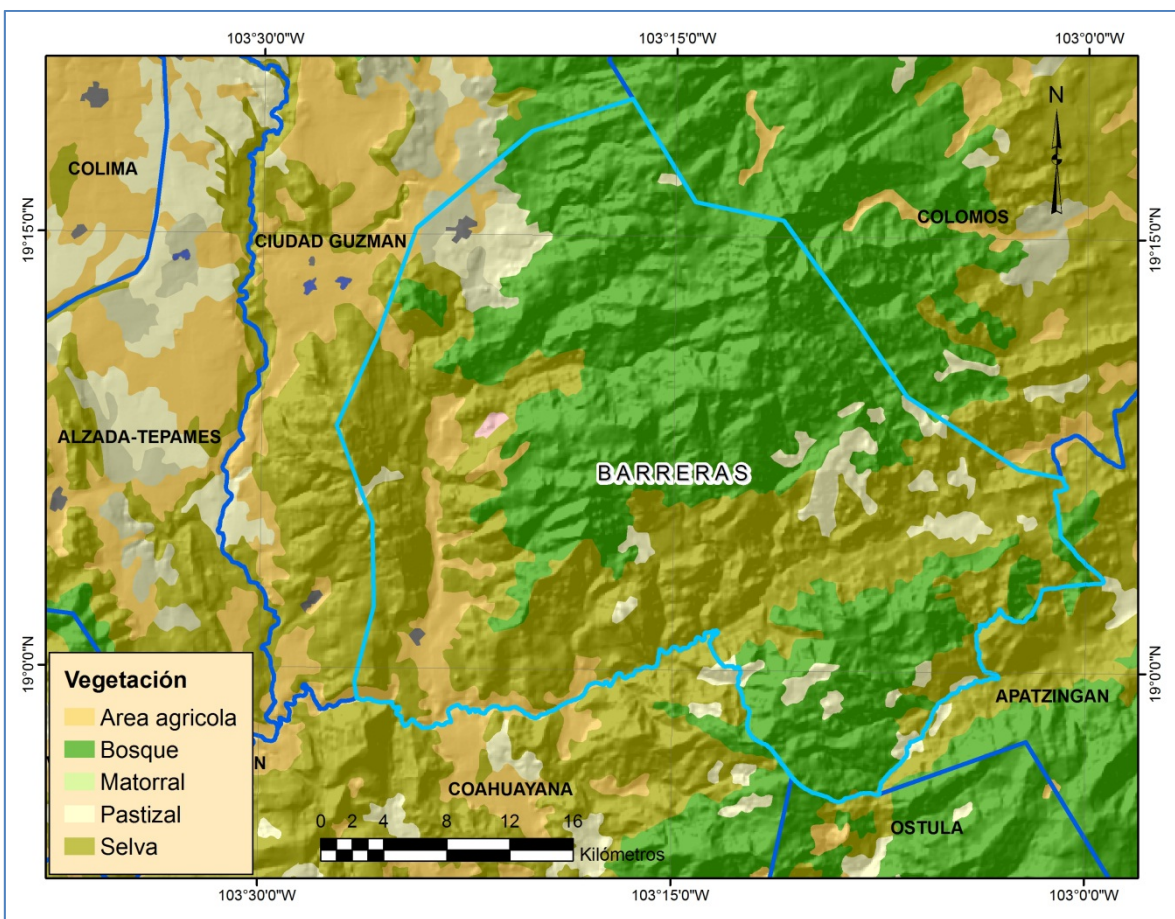 103°30'0"W 103°15'0"W 103°0'0"W
N
COLIMA
COLOMOS
19°15'0"N
CIUDAD GUZMAN
19°15'0"N
ALZADA-TEPAMES
BARRERAS
19°0'0"N
19°0'0"N
Vegetación
Area agricola
Bosque
Matorral
Pastizal
Selva
APATZINGAN
COAHUAYANA
OSTULA
0 2 4 8 12 16
Kilómetros
103°30'0"W 103°15'0"W 103°0'0"W